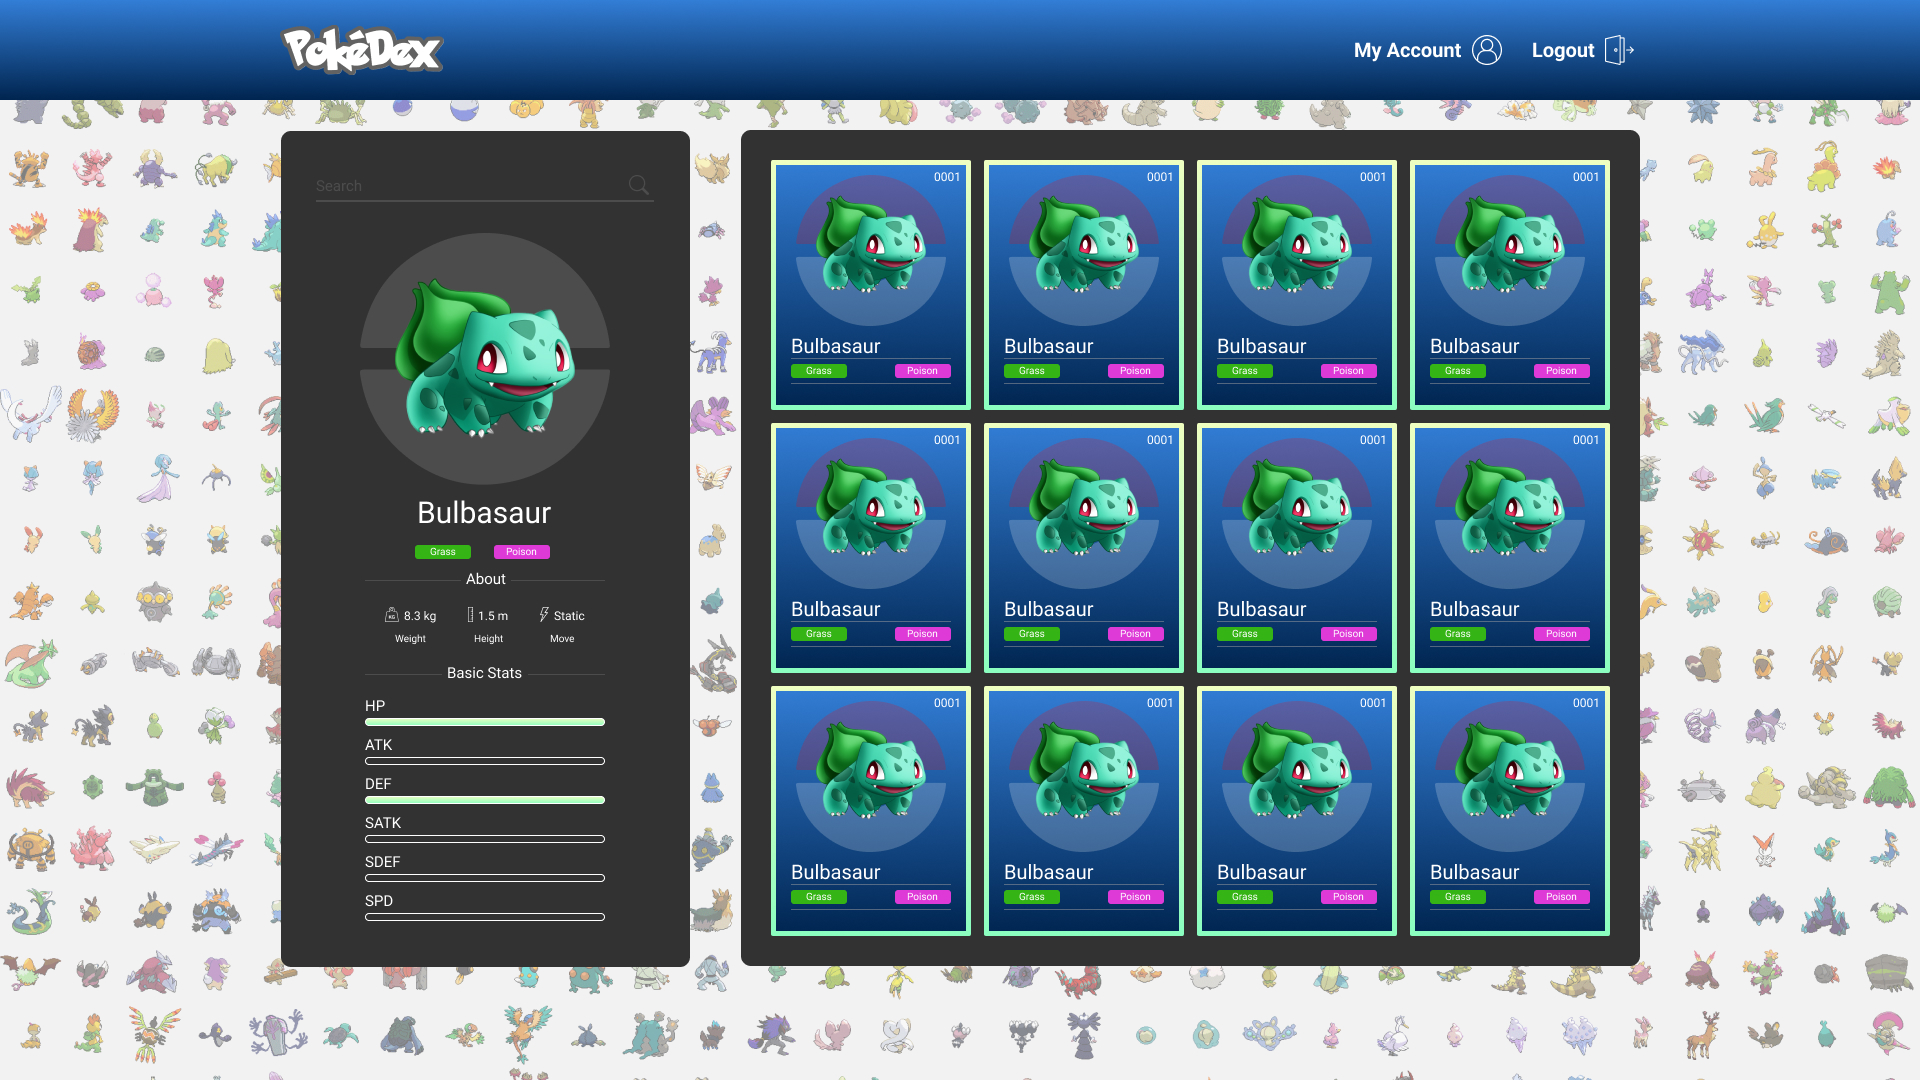 PokéDex
My Account
Logout
Search
Bulbasaur
Grass Poison
About
KG 8.3 kg 1.5 m Static
Weight Height Move
Basic Stats
HP
ATK
DEF
SATK
SDEF
SPD
0001 0001 0001 0001
Bulbasaur Bulbasaur Bulbasaur Bulbasaur
Grass Poison Grass Poison Grass Poison Grass Poison
0001 0001 0001 0001
Bulbasaur Bulbasaur Bulbasaur Bulbasaur
Grass Poison Grass Poison Grass Poison Grass Poison
0001 0001 0001 0001
Bulbasaur Bulbasaur Bulbasaur Bulbasaur
Grass Poison Grass Poison Grass Poison Grass Poison